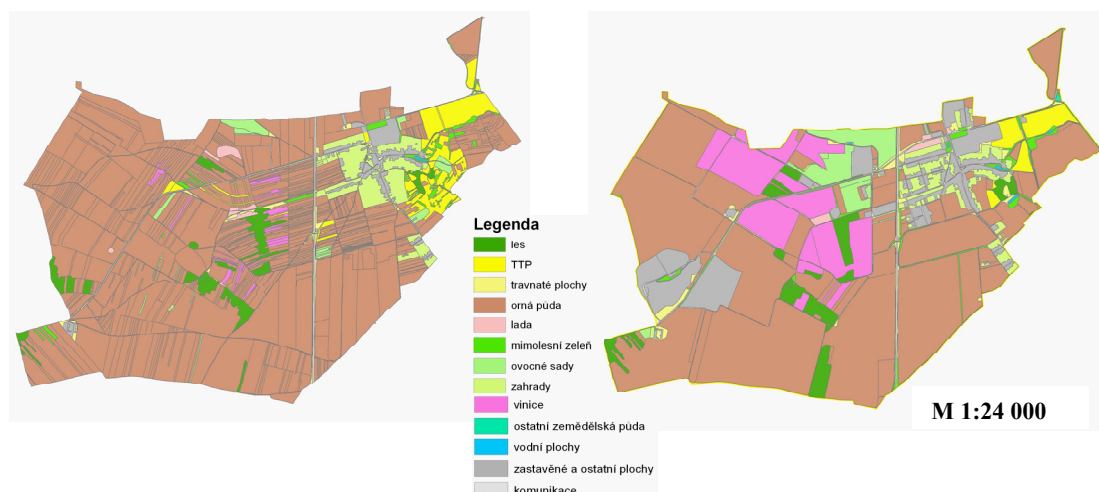 Legenda
les
TTP
travnaté plochy
orná půda
lada
mimolesní zeleň
ovocné sady
zahrady
vinice
ostatní zemědělská půda
vodní plochy
zastavěné a ostatní plochy
komunikace
M 1:24 000